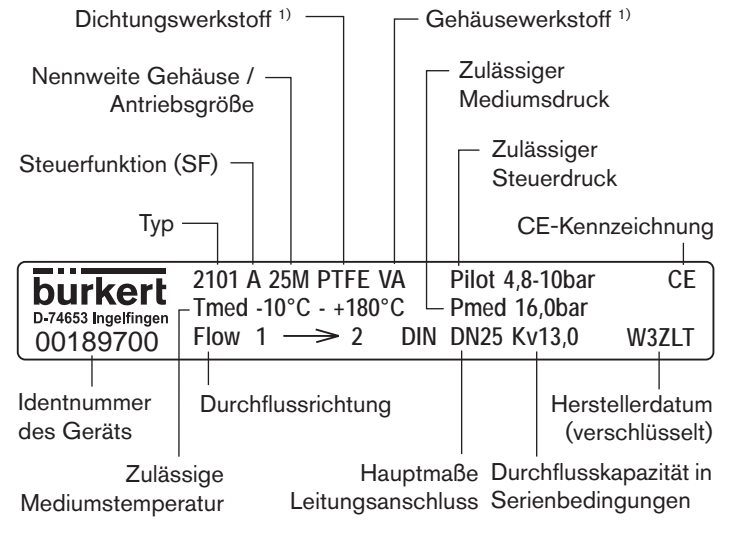 Dichtungswerkstoff 1)
Gehäusewerkstoff 1)
Nennweite Gehäuse /
Antriebsgröße
Zulässiger
Mediumsdruck
Steuerfunktion (SF)
Zulässiger
Steuerdruck
Typ
CE-Kennzeichnung
bürkert
D-74653 Ingelfingen
00189700
2101 A 25M PTFE VA Pilot 4,8-10bar CE
Tmed -10°C - +180°C Pmed 16,0bar
Flow 1 → 2 DIN DN25 Kv13,0 W3ZLT
Identnummer
des Geräts
Durchflussrichtung
Herstellerdatum
(verschlüsselt)
Zulässige
Mediumstemperatur
Hauptmaße
Leitungsanschluss
Durchflusskapazität in
Serienbedingungen